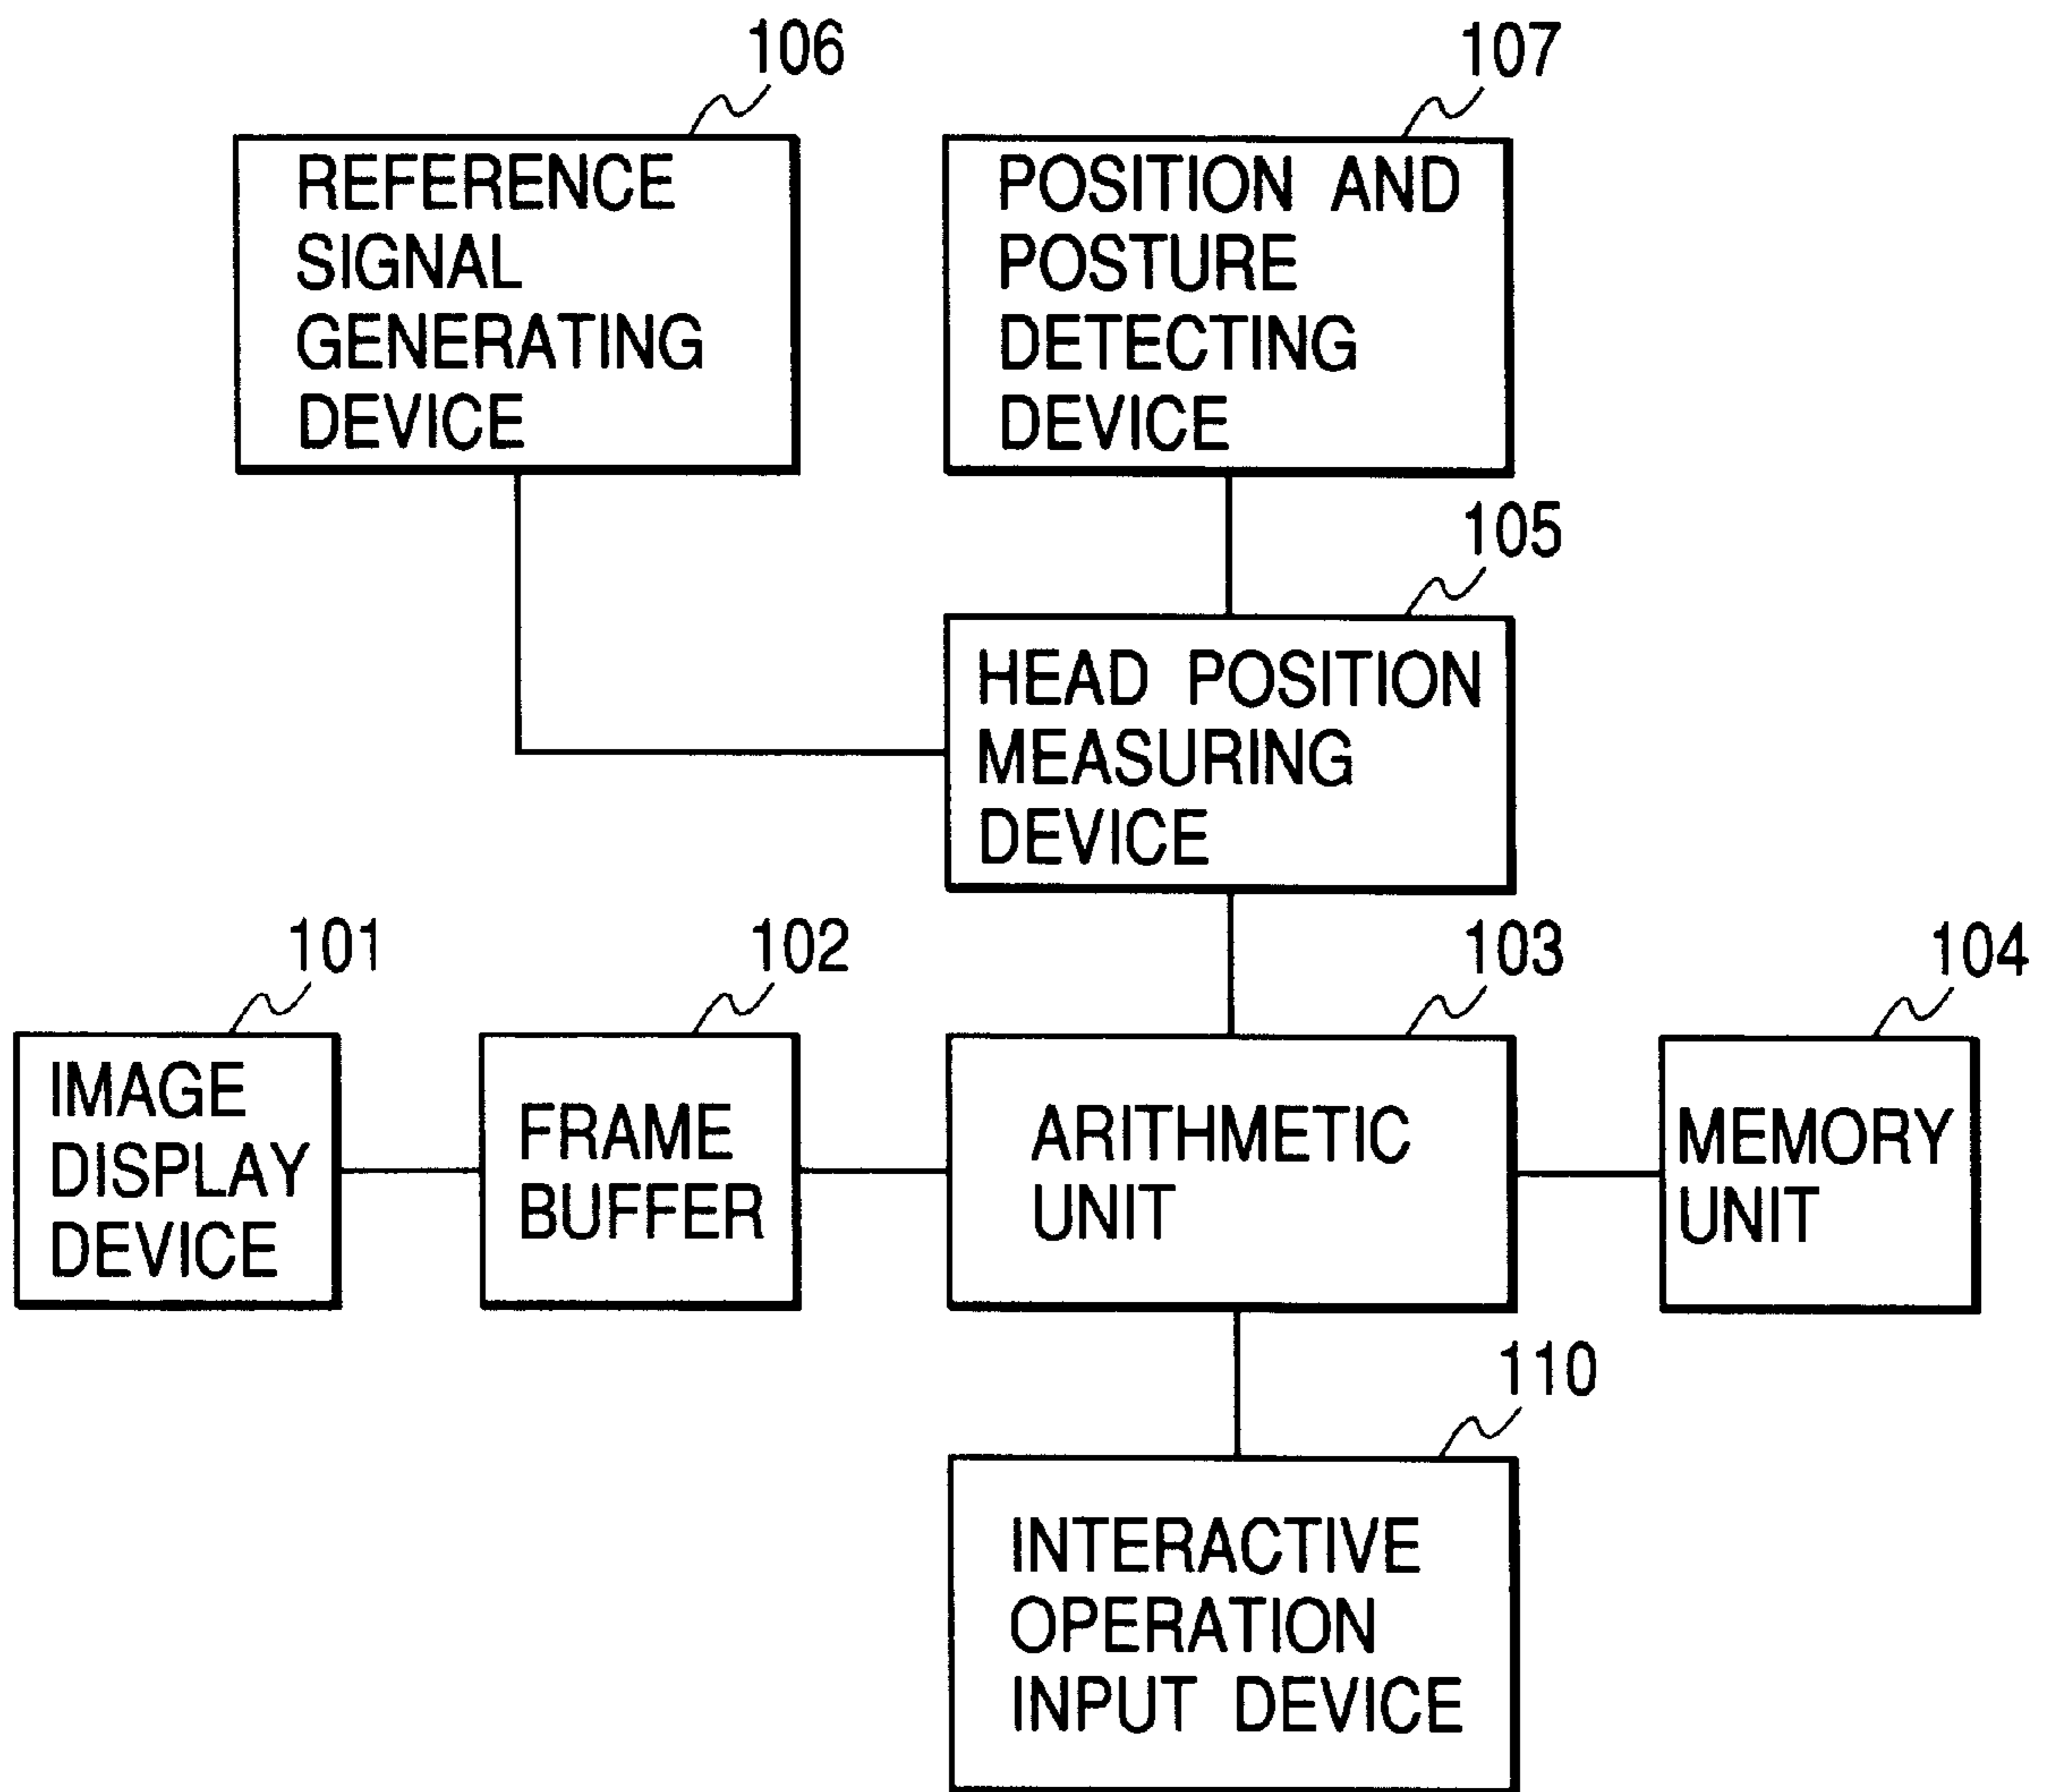 106
REFERENCE
SIGNAL
GENERATING
DEVICE
107
POSITION AND
POSTURE
DETECTING
DEVICE
105
HEAD POSITION
MEASURING
DEVICE
101
IMAGE
DISPLAY
DEVICE
102
FRAME
BUFFER
103
ARITHMETIC
UNIT
104
MEMORY
UNIT
110
INTERACTIVE
OPERATION
INPUT DEVICE